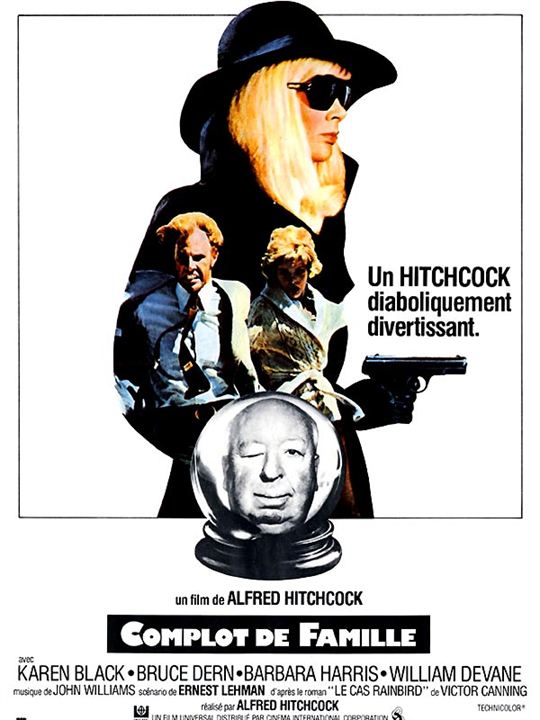 Un HITCHCOCK
diaboliquement
divertissant.
un film de ALFRED HITCHCOCK
COMPLOT DE FAMILLE
avec
KAREN BLACK • BRUCE DERN • BARBARA HARRIS • WILLIAM DEVANE
musique de JOHN WILLIAMS scénario de ERNEST LEHMAN d'après le roman "LE CAS RAINBIRD" de VICTOR CANNING
réalisé par ALFRED HITCHCOCK TECHNICOLOR®
UN FILM UNIVERSAL DISTRIBUÉ PAR CINEMA INTERNATIONAL CORPORATION